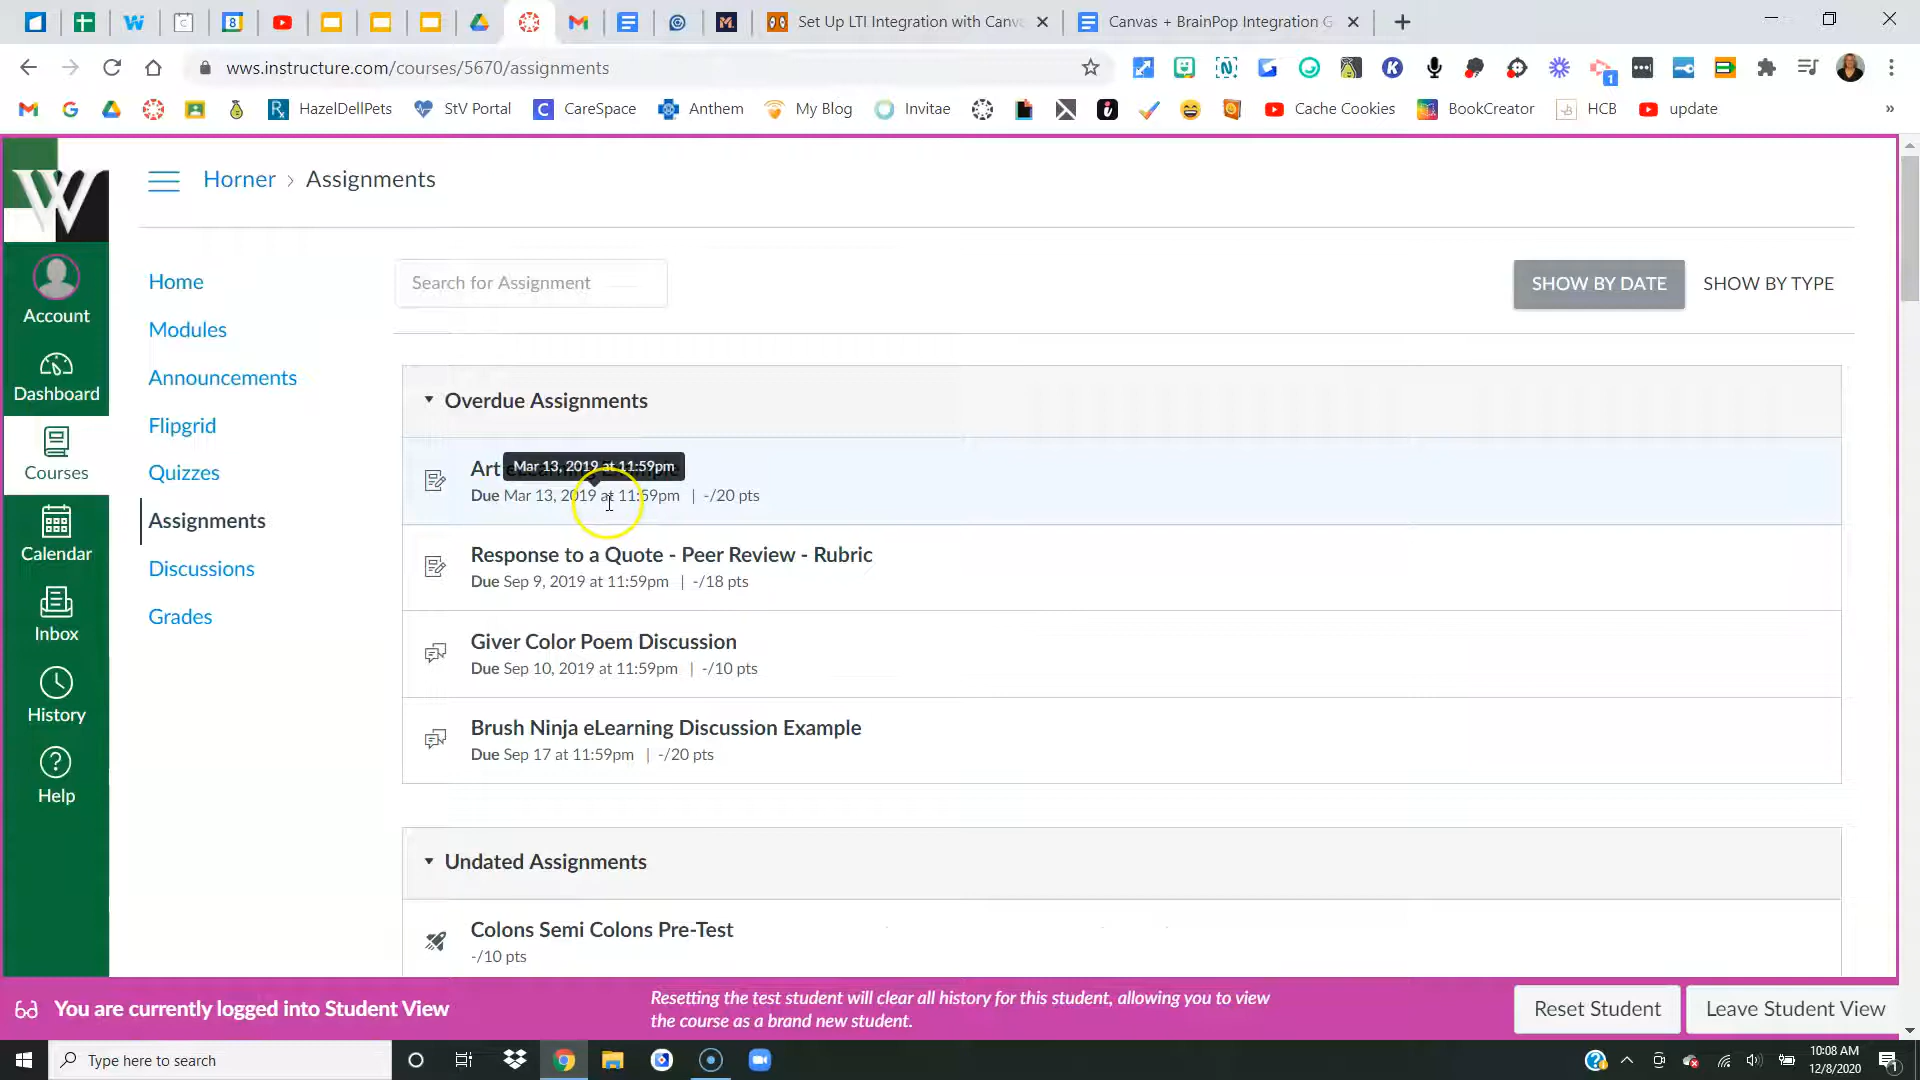 Set Up LTI Integration with Canv
Canvas + BrainPop Integration G
wws.instructure.com/courses/5670/assignments
HazelDellPets
StV Portal
CareSpace
Anthem
My Blog
Invitae
Cache Cookies
BookCreator
HCB
update
»
W
Horner › Assignments
Account
Dashboard
Courses
Calendar
Inbox
History
Help
Home
Modules
Announcements
Flipgrid
Quizzes
Assignments
Discussions
Grades
Search for Assignment
SHOW BY DATE
SHOW BY TYPE
Overdue Assignments
Art
Mar 13, 2019 at 11:59pm
Due Mar 13, 2019 at 11:59pm | -/20 pts
Response to a Quote - Peer Review - Rubric
Due Sep 9, 2019 at 11:59pm | -/18 pts
Giver Color Poem Discussion
Due Sep 10, 2019 at 11:59pm | -/10 pts
Brush Ninja eLearning Discussion Example
Due Sep 17 at 11:59pm | -/20 pts
Undated Assignments
Colons Semi Colons Pre-Test
-/10 pts
You are currently logged into Student View
Resetting the test student will clear all history for this student, allowing you to view
the course as a brand new student.
Reset Student
Leave Student View
Type here to search
10:08 AM
12/8/2020